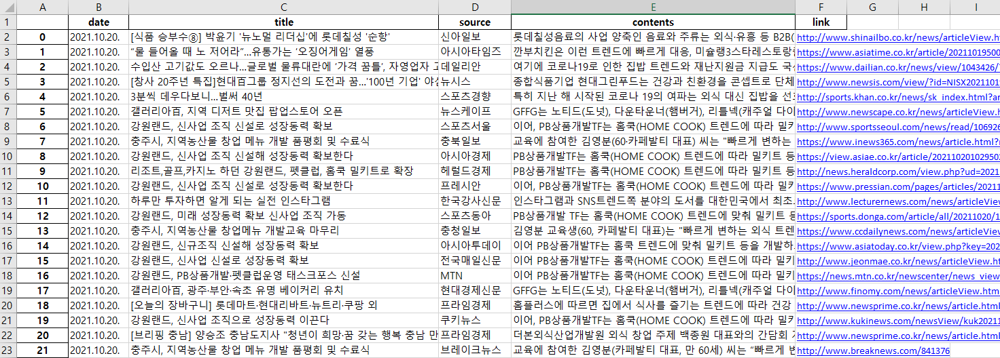 A B C D E F G H I
1 date title source contents link
2 0 2021.10.20. [식품 승부수⑧] 박윤기 '뉴노멀 리더십'에 롯데칠성 '순항' 신아일보 롯데칠성음료의 사업 양축인 음료와 주류는 외식·유흥 등 B2B( http://www.shinailbo.co.kr/news/articleView.h
3 1 2021.10.20. “물 들어올 때 노 저어라”…유통가는 ‘오징어게임’ 열풍 아시아타임즈 깐부치킨은 이런 트렌드에 빠르게 대응, 미슐랭3스타레스토랑 https://www.asiatime.co.kr/article/20211019500
4 2 2021.10.20. 수입산 고기값도 오르나…글로벌 물류대란에 ‘가격 꿈틀’, 자영업자 고 데일리안 여기에 코로나19로 인한 집밥 트렌드와 재난지원금 지급도 국 https://www.dailian.co.kr/news/view/1043426/
5 3 2021.10.20. [창사 20주년 특집]현대百그룹 정지선의 도전과 꿈…'100년 기업' 야 뉴시스 종합식품기업 현대그린푸드는 건강과 친환경을 콘셉트로 단체 http://www.newsis.com/view/?id=NISX2021101
6 4 2021.10.20. 3분씩 데우다보니…벌써 40년 스포츠경향 특히 지난 해 시작된 코로나 19의 여파는 외식 대신 집밥을 선 http://sports.khan.co.kr/news/sk_index.html?ar
7 5 2021.10.20. 갤러리아百, 지역 디저트 맛집 팝업스토어 오픈 뉴스케이프 GFFG는 노티드(도넛), 다운타우너(햄버거), 리틀넥(캐주얼 다이 http://www.newscape.co.kr/news/articleView.h
8 6 2021.10.20. 강원랜드, 신사업 조직 신설로 성장동력 확보 스포츠서울 이어, PB상품개발TF는 홈쿡(HOME COOK) 트렌드에 따라 밀키 http://www.sportsseoul.com/news/read/106926
9 7 2021.10.20. 충주시, 지역농산물 창업 메뉴 개발 품평회 및 수료식 충북일보 교육에 참여한 김영분(60·카페발티 대표) 씨는 "빠르게 변하는 https://www.inews365.com/news/article.html?
10 8 2021.10.20. 강원랜드, 신사업 조직 신설해 성장동력 확보한다 아시아경제 PB상품개발TF는 홈쿡(HOME COOK) 트렌드에 따라 밀키트 등 https://view.asiae.co.kr/article/202110201029502
11 9 2021.10.20. 리조트,골프,카지노 하던 강원랜드, 펫클럽, 홈쿡 밀키트로 확장 헤럴드경제 PB상품개발TF는 홈쿡(HOME COOK) 트렌드에 따라 밀키트 등 http://news.heraldcorp.com/view.php?ud=2021
12 10 2021.10.20. 강원랜드, 신사업 조직 신설로 성장동력 확보한다 프레시안 이어, PB상품개발TF는 홈쿡(HOME COOK) 트렌드에 따라 밀키 https://www.pressian.com/pages/articles/20211
13 11 2021.10.20. 하루만 투자하면 알게 되는 실전 인스타그램 한국강사신문 인스타그램과 SNS트렌드쪽 분야의 도서를 대한민국에서 최초 http://www.lecturernews.com/news/articleView
14 12 2021.10.20. 강원랜드, 미래 성장동력 확보 신사업 조직 가동 스포츠동아 PB상품개발 TF는 홈쿡(HOME COOK) 트렌드에 맞춰 밀키트 등 https://sports.donga.com/article/all/20211020/1
15 13 2021.10.20. 충주시, 지역농산물 창업메뉴 개발교육 마무리 충청일보 김영분 교육생(60, 카페발티 대표)는 "빠르게 변하는 외식 트렌 https://www.ccdailynews.com/news/articleView
16 14 2021.10.20. 강원랜드, 신규조직 신설해 성장동력 확보 아시아투데이 이어 PB상품개발TF는 홈쿡 트렌드에 맞춰 밀키트 등을 개발하 https://www.asiatoday.co.kr/view.php?key=202
17 15 2021.10.20. 강원랜드, 신사업 신설로 성장동력 확보 전국매일신문 이어 PB상품개발TF는 홈쿡(HOME COOK) 트렌드에 따라 밀키 http://www.jeonmae.co.kr/news/articleView.ht
18 16 2021.10.20. 강원랜드, PB상품개발·펫클럽운영 태스크포스 신설 MTN 이어 PB상품개발TF는 홈쿡(HOME COOK) 트렌드에 따라 밀키 https://news.mtn.co.kr/newscenter/news_view
19 17 2021.10.20. 갤러리아百, 광주·부안·속초 유명 베이커리 유치 현대경제신문 GFFG는 노티드(도넛), 다운타우너(햄버거), 리틀넥(캐주얼 다이 http://www.finomy.com/news/articleView.htm
20 18 2021.10.20. [오늘의 장바구니] 롯데마트·현대리바트·뉴트리·쿠팡 외 프라임경제 홈플러스에 따르면 집에서 식사를 즐기는 트렌드에 따라 건강 http://www.newsprime.co.kr/news/article.html
21 19 2021.10.20. 강원랜드, 신사업 조직으로 성장동력 이끈다 쿠키뉴스 이어, PB상품개발TF는 홈쿡(HOME COOK) 트렌드에 따라 밀키 http://www.kukinews.com/newsView/kuk20211
22 20 2021.10.20. [브리핑 충남] 양승조 충남도지사 "청년이 희망·꿈 갖는 행복 충남 만 프라임경제 더본외식산업개발원 외식 창업 주제 백종원 대표와의 간담회 http://www.newsprime.co.kr/news/article.html
23 21 2021.10.20. 충주시, 지역농산물 창업 메뉴 개발 품평회 및 수료식 브레이크뉴스 교육에 참여한 김영분(카페발티 대표, 만 60세) 씨는 “빠르게 변 http://www.breaknews.com/841376